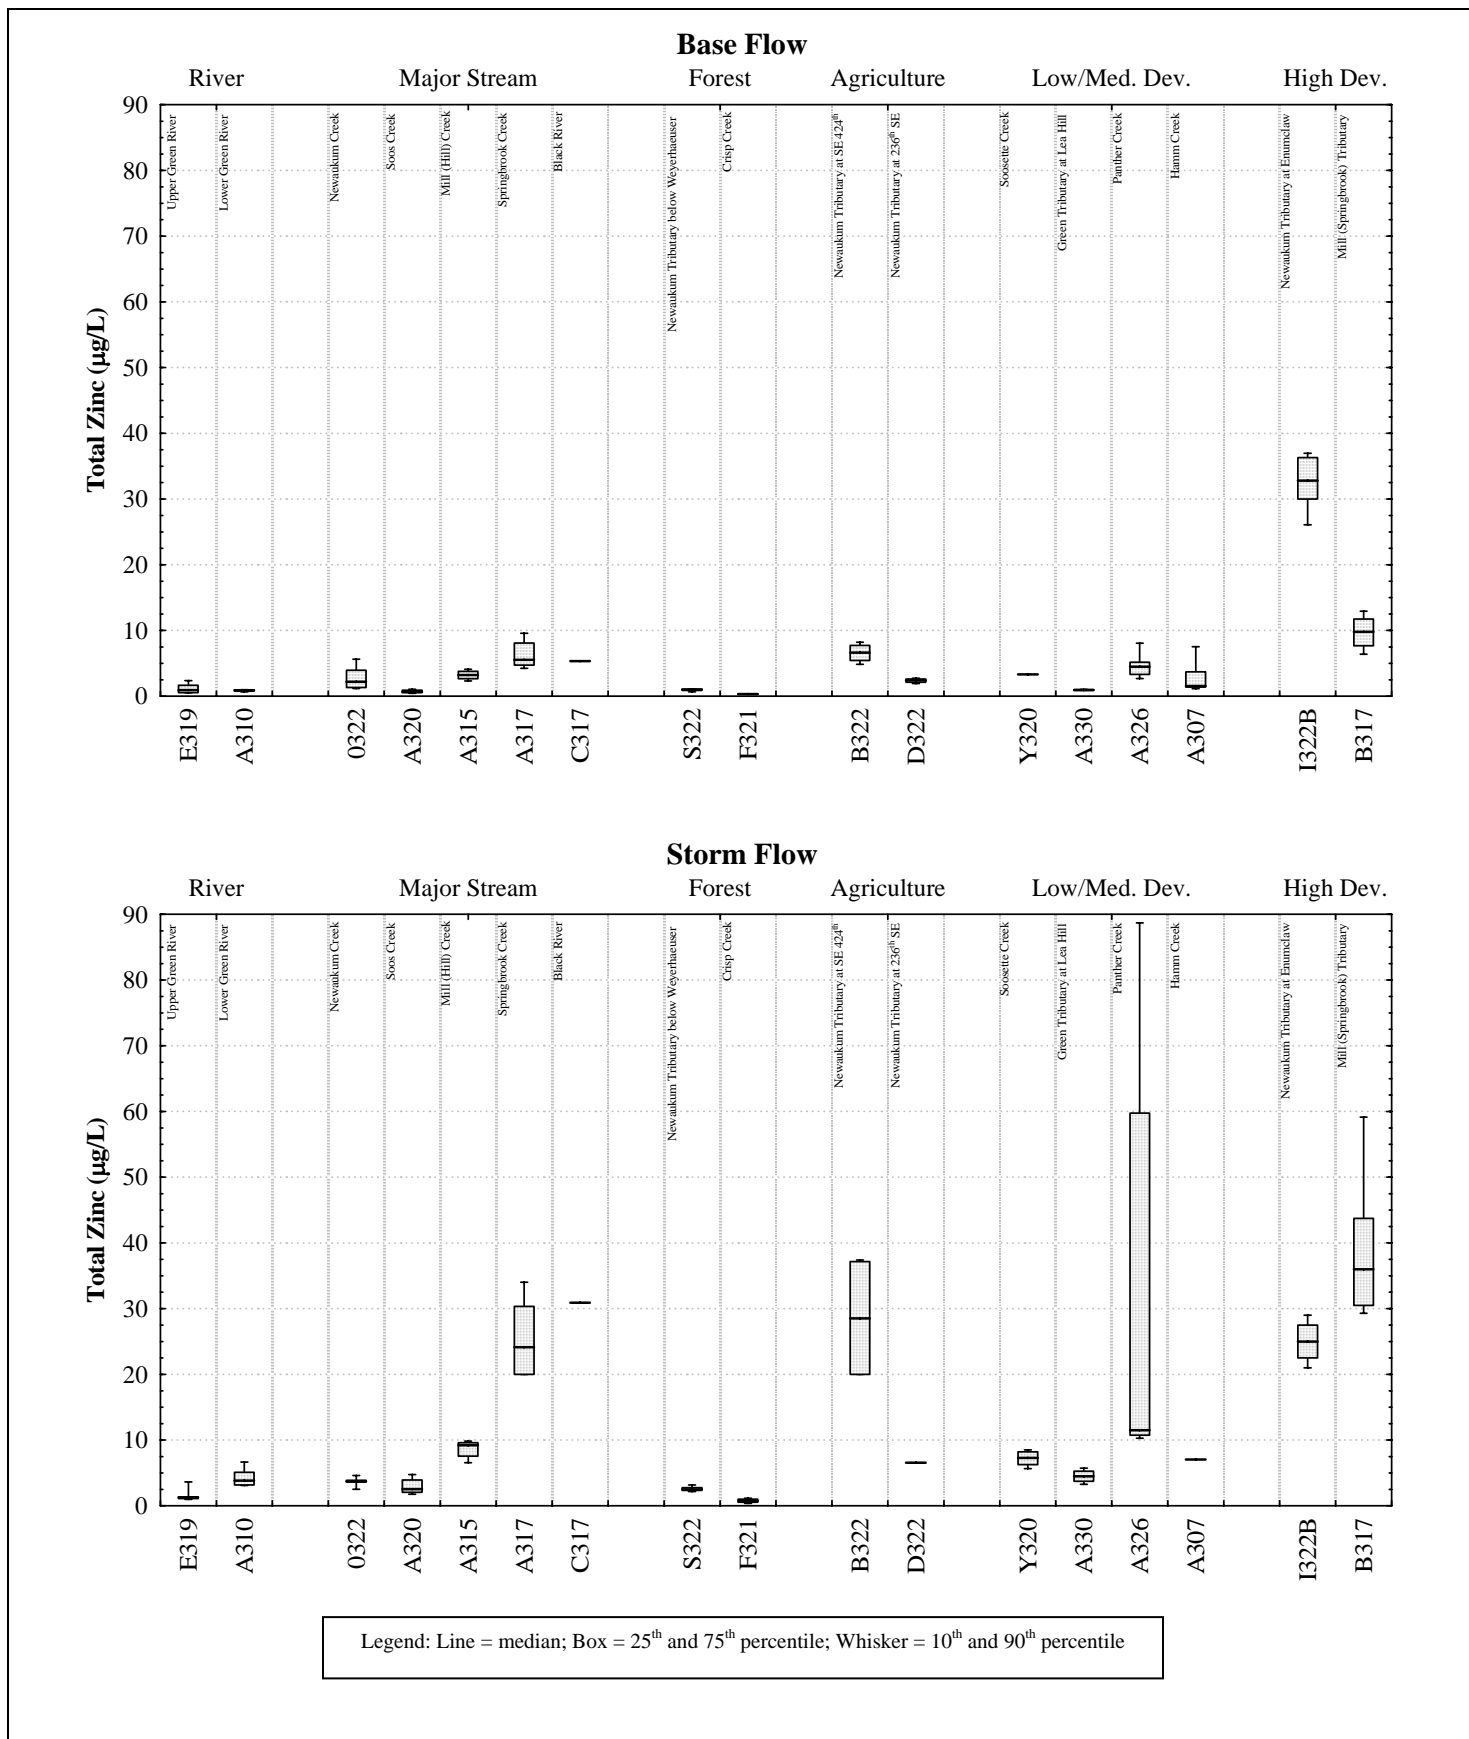 Base Flow
River Major Stream Forest Agriculture Low/Med. Dev. High Dev.
Total Zinc (µg/L)
90
80
70
60
50
40
30
20
10
0
Upper Green River
Lower Green River
Newaukum Creek
Soos Creek
Mill (Hill) Creek
Springbrook Creek
Black River
Newaukum Tributary below Weyerhaeuser
Crisp Creek
Newaukum Tributary at SE 424th
Newaukum Tributary at 236th SE
Soosette Creek
Green Tributary at Lea Hill
Panther Creek
Hamm Creek
Newaukum Tributary at Enumclaw
Mill (Springbrook) Tributary
E319 A310 0322 A320 A315 A317 C317 S322 F321 B322 D322 Y320 A330 A326 A307 I322B B317
Storm Flow
River Major Stream Forest Agriculture Low/Med. Dev. High Dev.
Total Zinc (µg/L)
90
80
70
60
50
40
30
20
10
0
Upper Green River
Lower Green River
Newaukum Creek
Soos Creek
Mill (Hill) Creek
Springbrook Creek
Black River
Newaukum Tributary below Weyerhaeuser
Crisp Creek
Newaukum Tributary at SE 424th
Newaukum Tributary at 236th SE
Soosette Creek
Green Tributary at Lea Hill
Panther Creek
Hamm Creek
Newaukum Tributary at Enumclaw
Mill (Springbrook) Tributary
E319 A310 0322 A320 A315 A317 C317 S322 F321 B322 D322 Y320 A330 A326 A307 I322B B317
Legend: Line = median; Box = 25th and 75th percentile; Whisker = 10th and 90th percentile